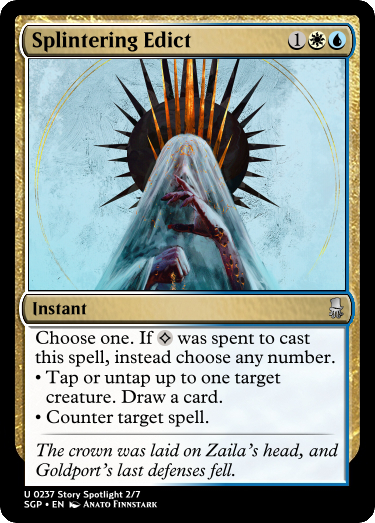 Splintering Edict 1
Instant
Choose one. If was spent to cast
this spell, instead choose any number.
• Tap or untap up to one target
creature. Draw a card.
• Counter target spell.
The crown was laid on Zaila's head, and
Goldport's last defenses fell.
U 0237 Story Spotlight 2/7
SGP • EN Anato Finnstark